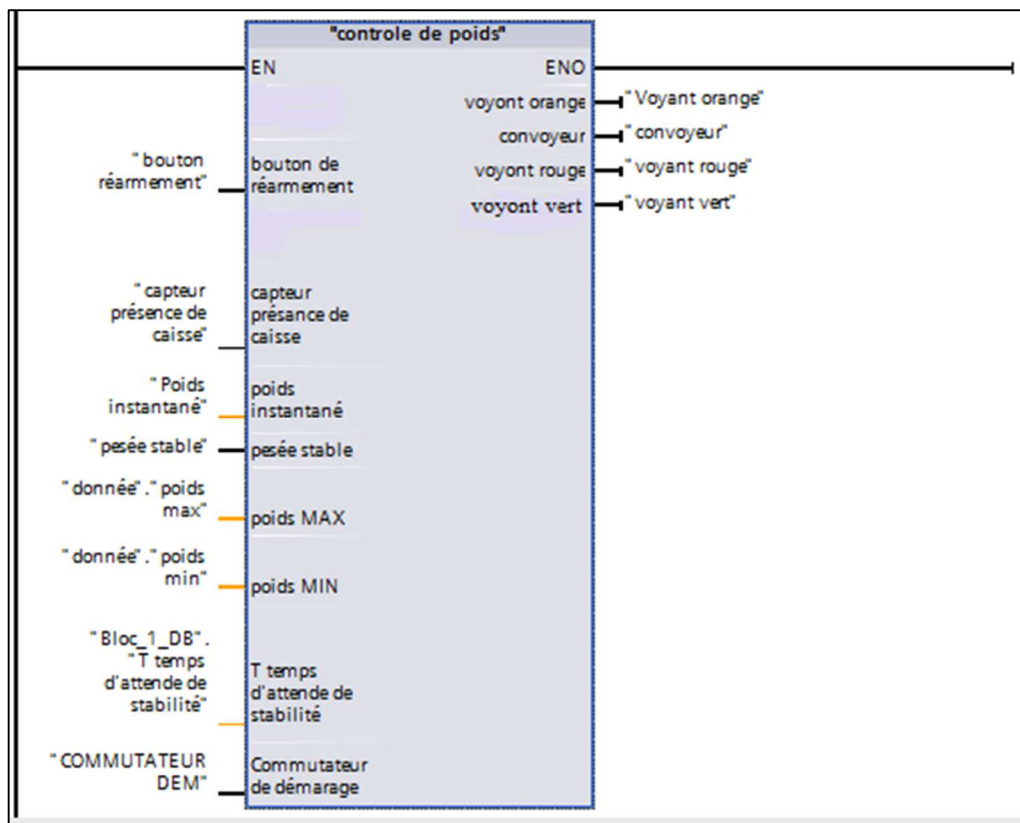 "controle de poids"
EN ENO
voyont orange "Voyant orange"
convoyeur "convoyeur"
"bouton
réarmement"
bouton de
réarmement
voyont rouge "voyant rouge"
voyont vert "voyant vert"
"capteur
présence de
caisse"
capteur
présance de
caisse
"Poids
instantané"
poids
instantané
"pesée stable" pesée stable
"donnée"."poids
max"
poids MAX
"donnée"."poids
min"
poids MIN
"Bloc_1_DB".
"T temps
d'attende de
stabilité"
T temps
d'attende de
stabilité
"COMMUTATEUR
DEM"
Commutateur
de démarage